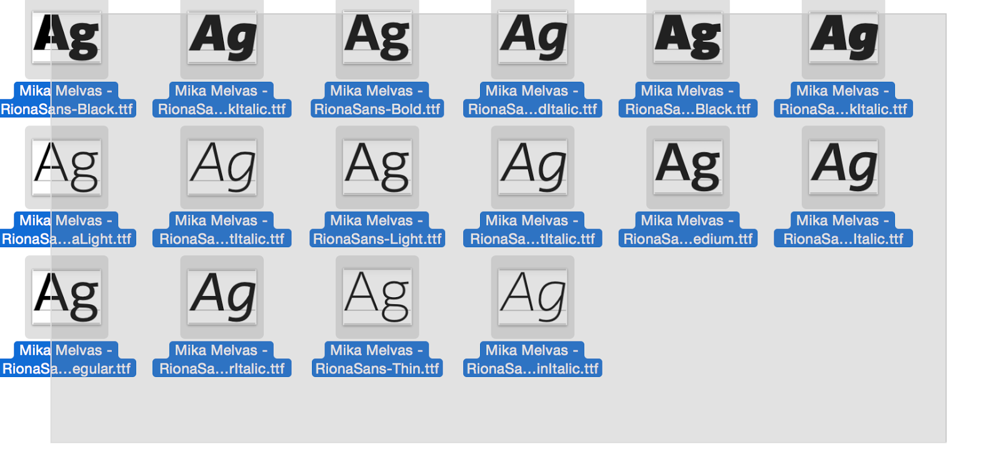 Ag Ag Ag Ag Ag Ag
Mika Melvas - Mika Melvas - Mika Melvas - Mika Melvas - Mika Melvas - Mika Melvas -
RionaSans-Black.ttf RionaSa...kItalic.ttf RionaSans-Bold.ttf RionaSa...dItalic.ttf RionaSa...Black.ttf RionaSa...kItalic.ttf
Ag Ag Ag Ag Ag Ag
Mika Melvas - Mika Melvas - Mika Melvas - Mika Melvas - Mika Melvas - Mika Melvas -
RionaSa...aLight.ttf RionaSa...tItalic.ttf RionaSans-Light.ttf RionaSa...tItalic.ttf RionaSa...edium.ttf RionaSa...Italic.ttf
Ag Ag Ag Ag
Mika Melvas - Mika Melvas - Mika Melvas - Mika Melvas -
RionaSa...egular.ttf RionaSa...rItalic.ttf RionaSans-Thin.ttf RionaSa...inItalic.ttf